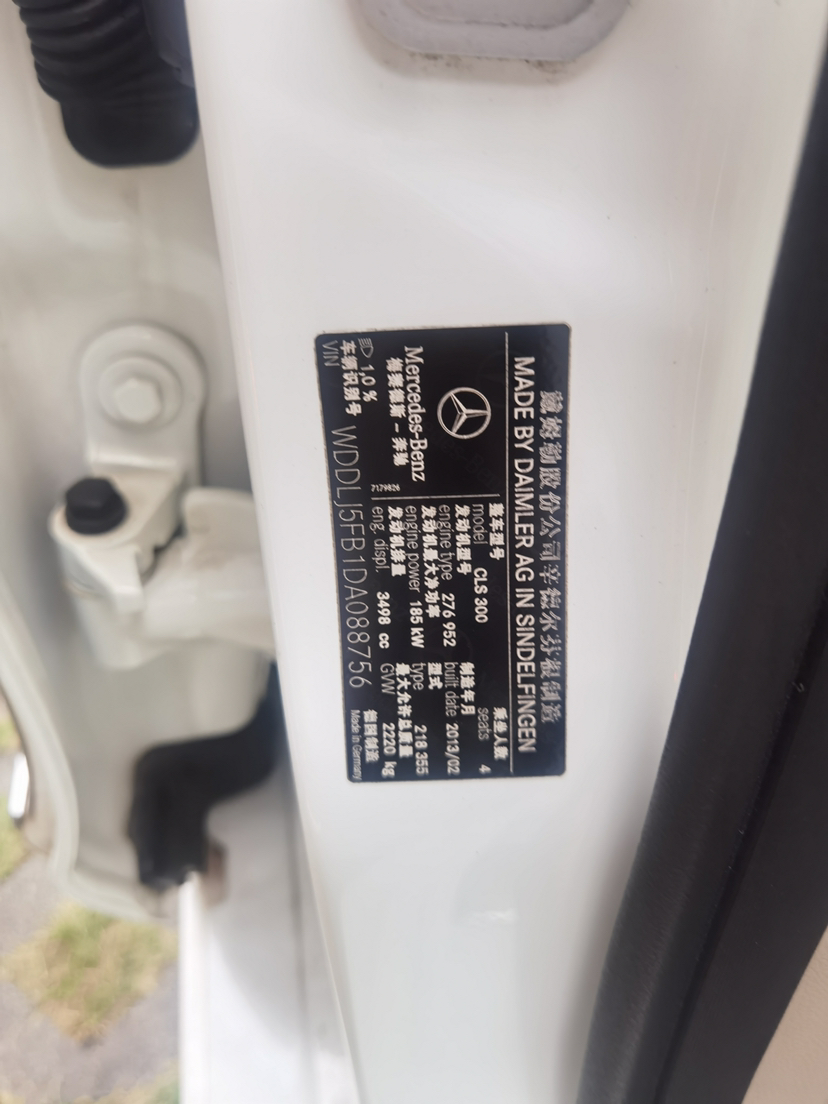 戴姆勒股份公司辛德尔芬根制造
MADE BY DAIMLER AG IN SINDELFINGEN
Mercedes-Benz
梅赛德斯-奔驰
7179826
整车型号
model CLS 300
乘坐人数
seats 4
发动机型号
engine type 276 952
制造年月
built date 2013/02
发动机最大净功率
engine power 185 kW
型式
type 218 355
发动机排量
eng. displ. 3498 cc
最大允许总质量
GVW 2220 kg
1,0 %
车辆识别号
VIN WDDLJ5FB1DA088756
德国制造
Made in Germany